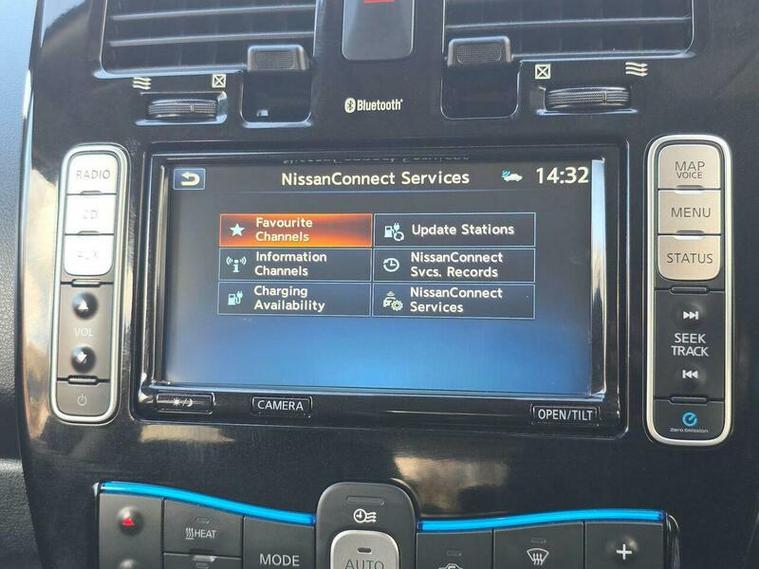 Bluetooth
RADIO
CD
AUX
VOL
NissanConnect Services
14:32
Favourite
Channels
Update Stations
Information
Channels
NissanConnect
Svcs. Records
Charging
Availability
NissanConnect
Services
MAP
VOICE
MENU
STATUS
SEEK
TRACK
Zero Emission
CAMERA
OPEN/TILT
HEAT
MODE
AUTO